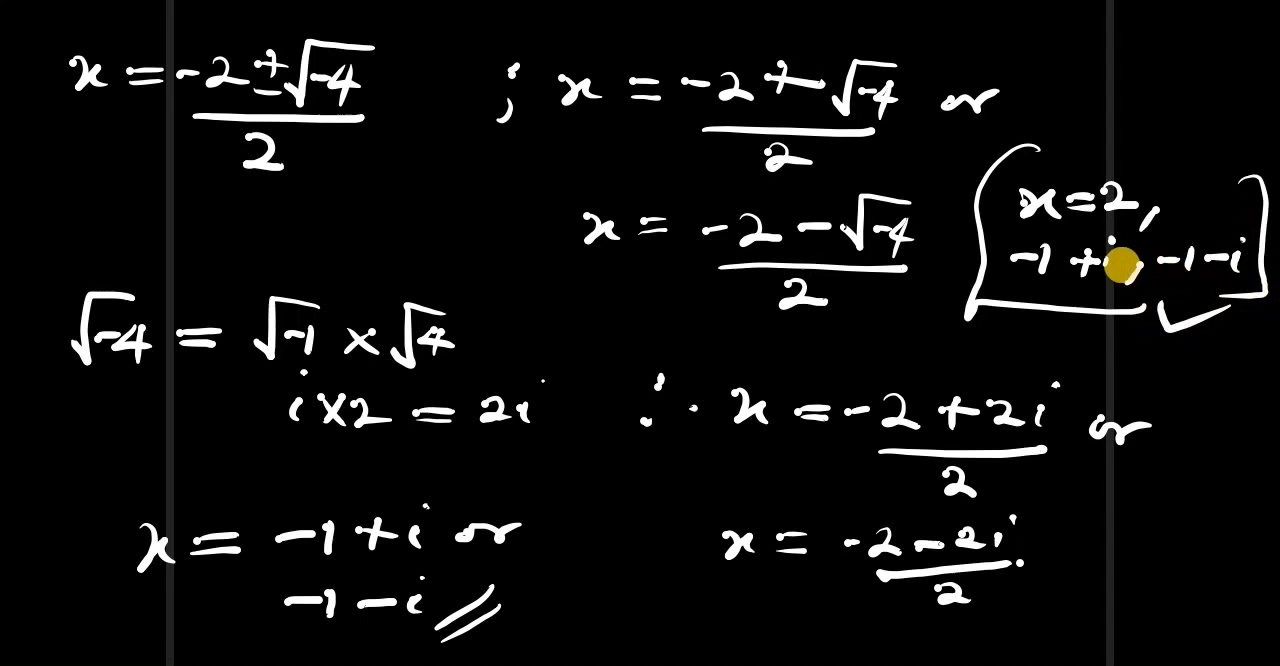 x = -2 ± √-4 / 2 ; x = -2 + √-4 / 2 or
x = -2 - √-4 / 2
[x = 2,
-1 + i, -1 - i] ✓
√-4 = √-1 × √4
i × 2 = 2i
∴ x = -2 + 2i / 2 or
x = -2 - 2i / 2
x = -1 + i or
-1 - i //